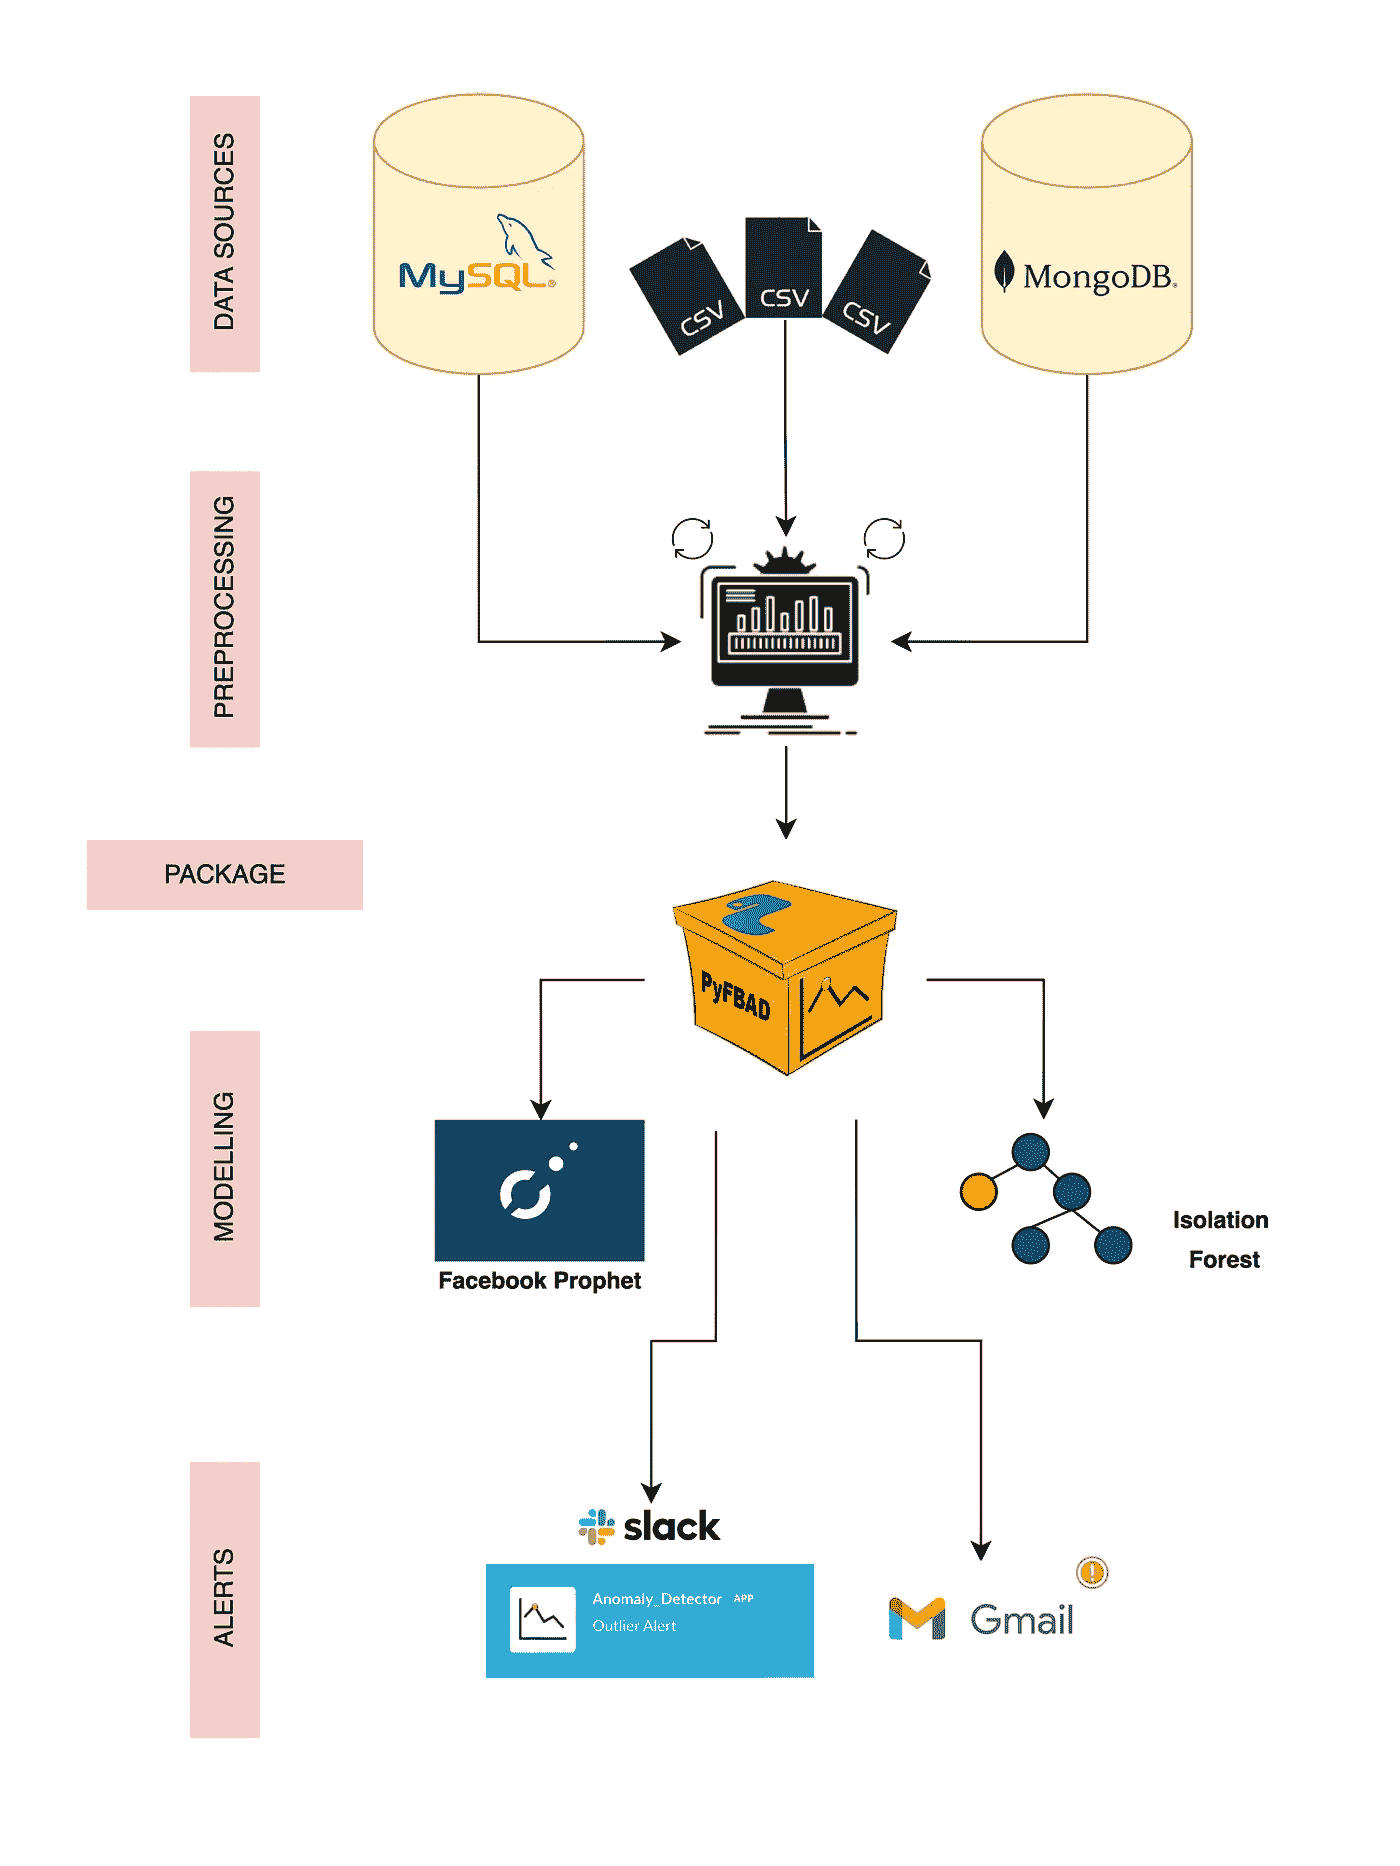 DATA SOURCES
MySQL®
CSV
CSV
CSV
MongoDB®
PREPROCESSING
PACKAGE
PyFBAD
MODELLING
Facebook Prophet
Isolation
Forest
ALERTS
slack
Anomaly_Detector APP
Outlier Alert
Gmail